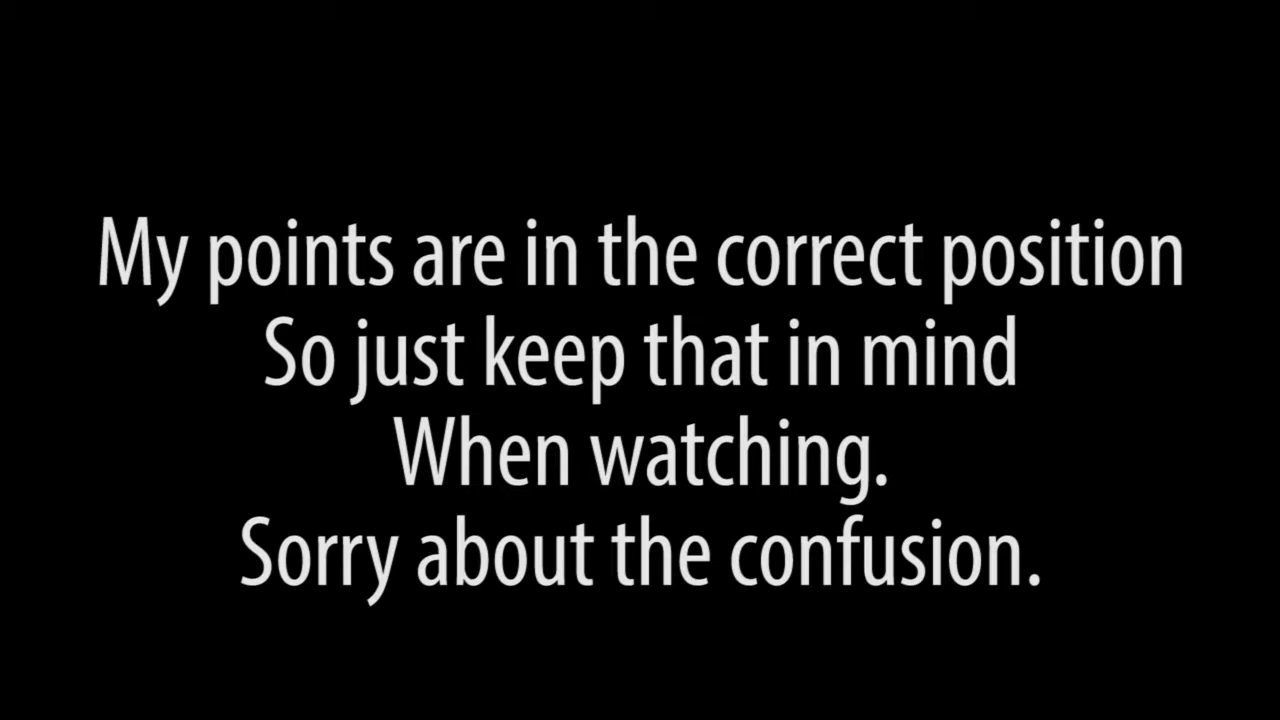 My points are in the correct position
So just keep that in mind
When watching.
Sorry about the confusion.